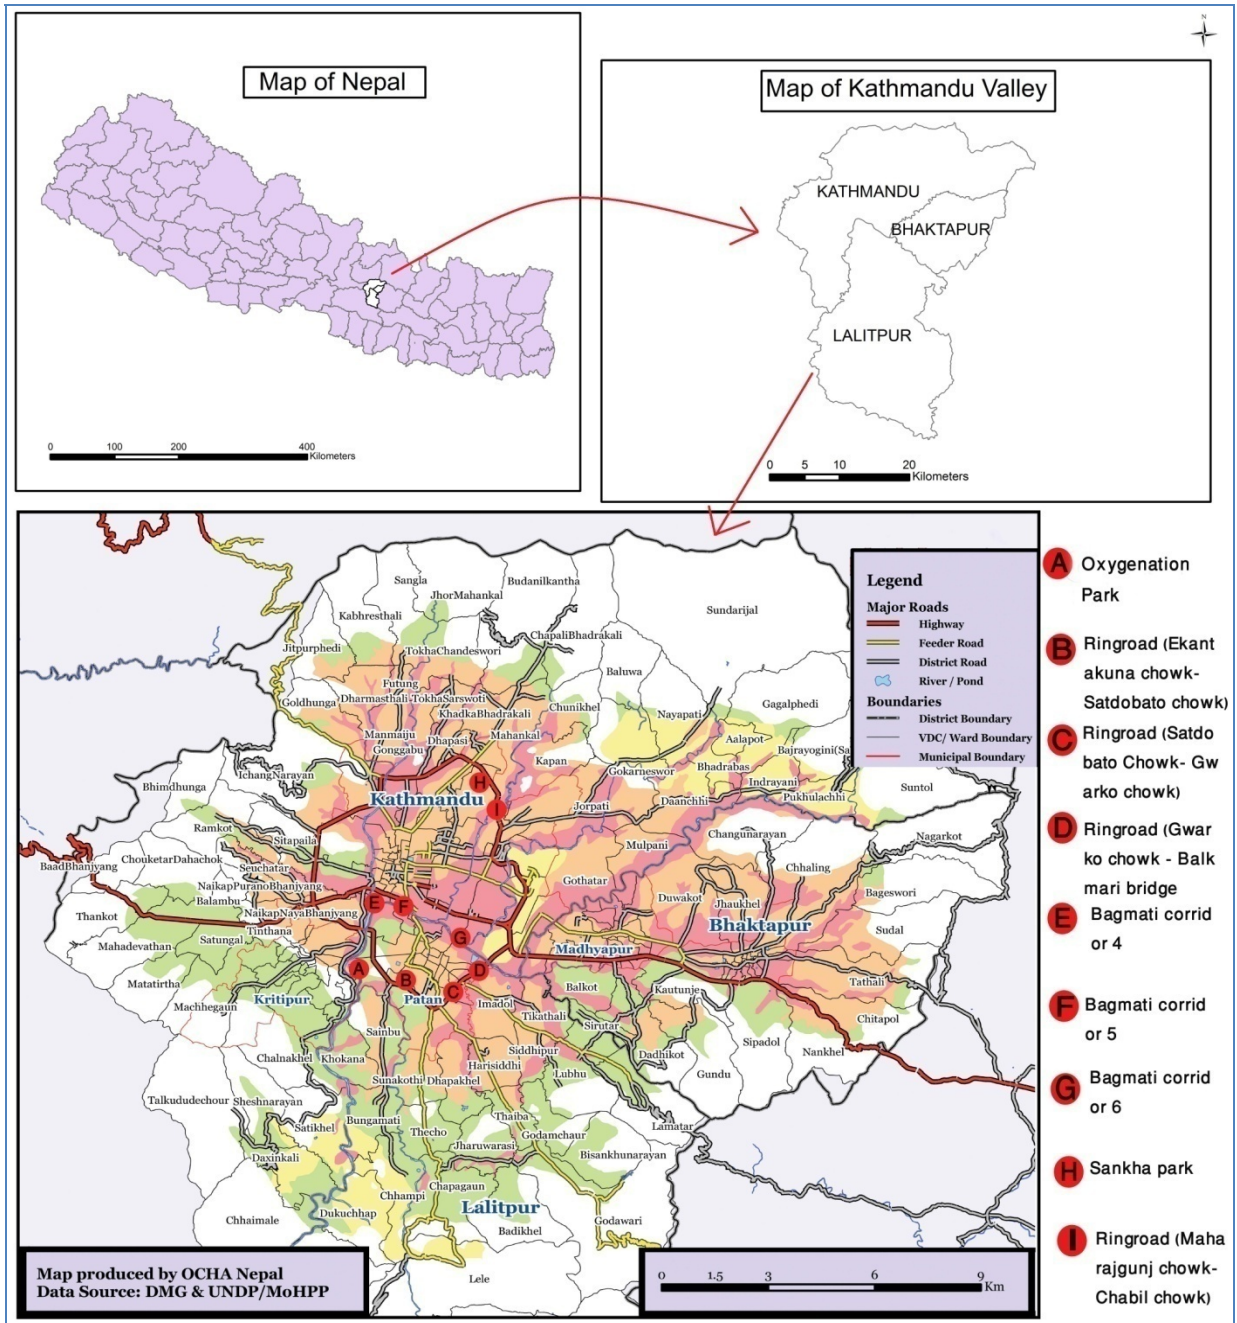 N
Map of Nepal
0 100 200 400
Kilometers
Map of Kathmandu Valley
KATHMANDU
BHAKTAPUR
LALITPUR
0 5 10 20
Kilometers
Sangla
Budanilkantha
JhorMahankal
Kabhresthali
Sundarijal
ChapaliBhadrakali
Jitpurphedi
TokhaChandeswori
Baluwa
Futung
Dharmasthali
TokhaSarswoti
Goldhunga
Chunikhel
Gagalphedi
KhadkaBhadrakali
Nayapati
Manmaiju
Dhapasi
Mahankal
Aalapot
Gonggabu
Bajrayogini(Sa
Kapan
Bhadrabas
IchangNarayan
Gokarneswor
Indrayani
Bhimdhunga
Suntol
Kathmandu
H
I
Jorpati
Daanchhi
Pukhulachhi
Ramkot
Sitapaila
Changunarayan
Nagarkot
Mulpani
ChouketarDahachok
BaadBhanjyang
Seuchatar
Chhaling
Gothatar
NaikapPuranoBhanjyang
Bageswori
Balambu
Duwakot
Jhaukhel
E
F
Thankot
NaikapNayaBhanjyang
Bhaktapur
Tinthana
Sudal
Satungal
G
Mahadevathan
Madhyapur
A
D
B
Matatirtha
Tathali
C
Kritipur
Patan
Imadol
Balkot
Kautunje
Machhegaun
Tikathali
Chitapol
Sainbu
Sirutar
Sipadol
Chalnakhel
Khokana
Siddhipur
Dadhikot
Nankhel
Harisiddhi
Lubhu
Gundu
Sunakothi
Dhapakhel
Talkududechour
Sheshnarayan
Thaiba
Bungamati
Satikhel
Thecho
Godamchaur
Lamatar
Jharuwarasi
Bisankhunarayan
Daxinkali
Chapagaun
Chhampi
Lalitpur
Dukuchhap
Chhaimale
Godawari
Badikhel
Lele
Legend
Major Roads
Highway
Feeder Road
District Road
River / Pond
Boundaries
District Boundary
VDC/ Ward Boundary
Municipal Boundary
Map produced by OCHA Nepal
Data Source: DMG & UNDP/MoHPP
0 1.5 3 6 9
Km
A Oxygenation
Park
B Ringroad (Ekant
akuna chowk-
Satdobato chowk)
C Ringroad (Satdo
bato Chowk- Gw
arko chowk)
D Ringroad (Gwar
ko chowk - Balk
mari bridge
E Bagmati corrid
or 4
F Bagmati corrid
or 5
G Bagmati corrid
or 6
H Sankha park
I Ringroad (Maha
rajgunj chowk-
Chabil chowk)